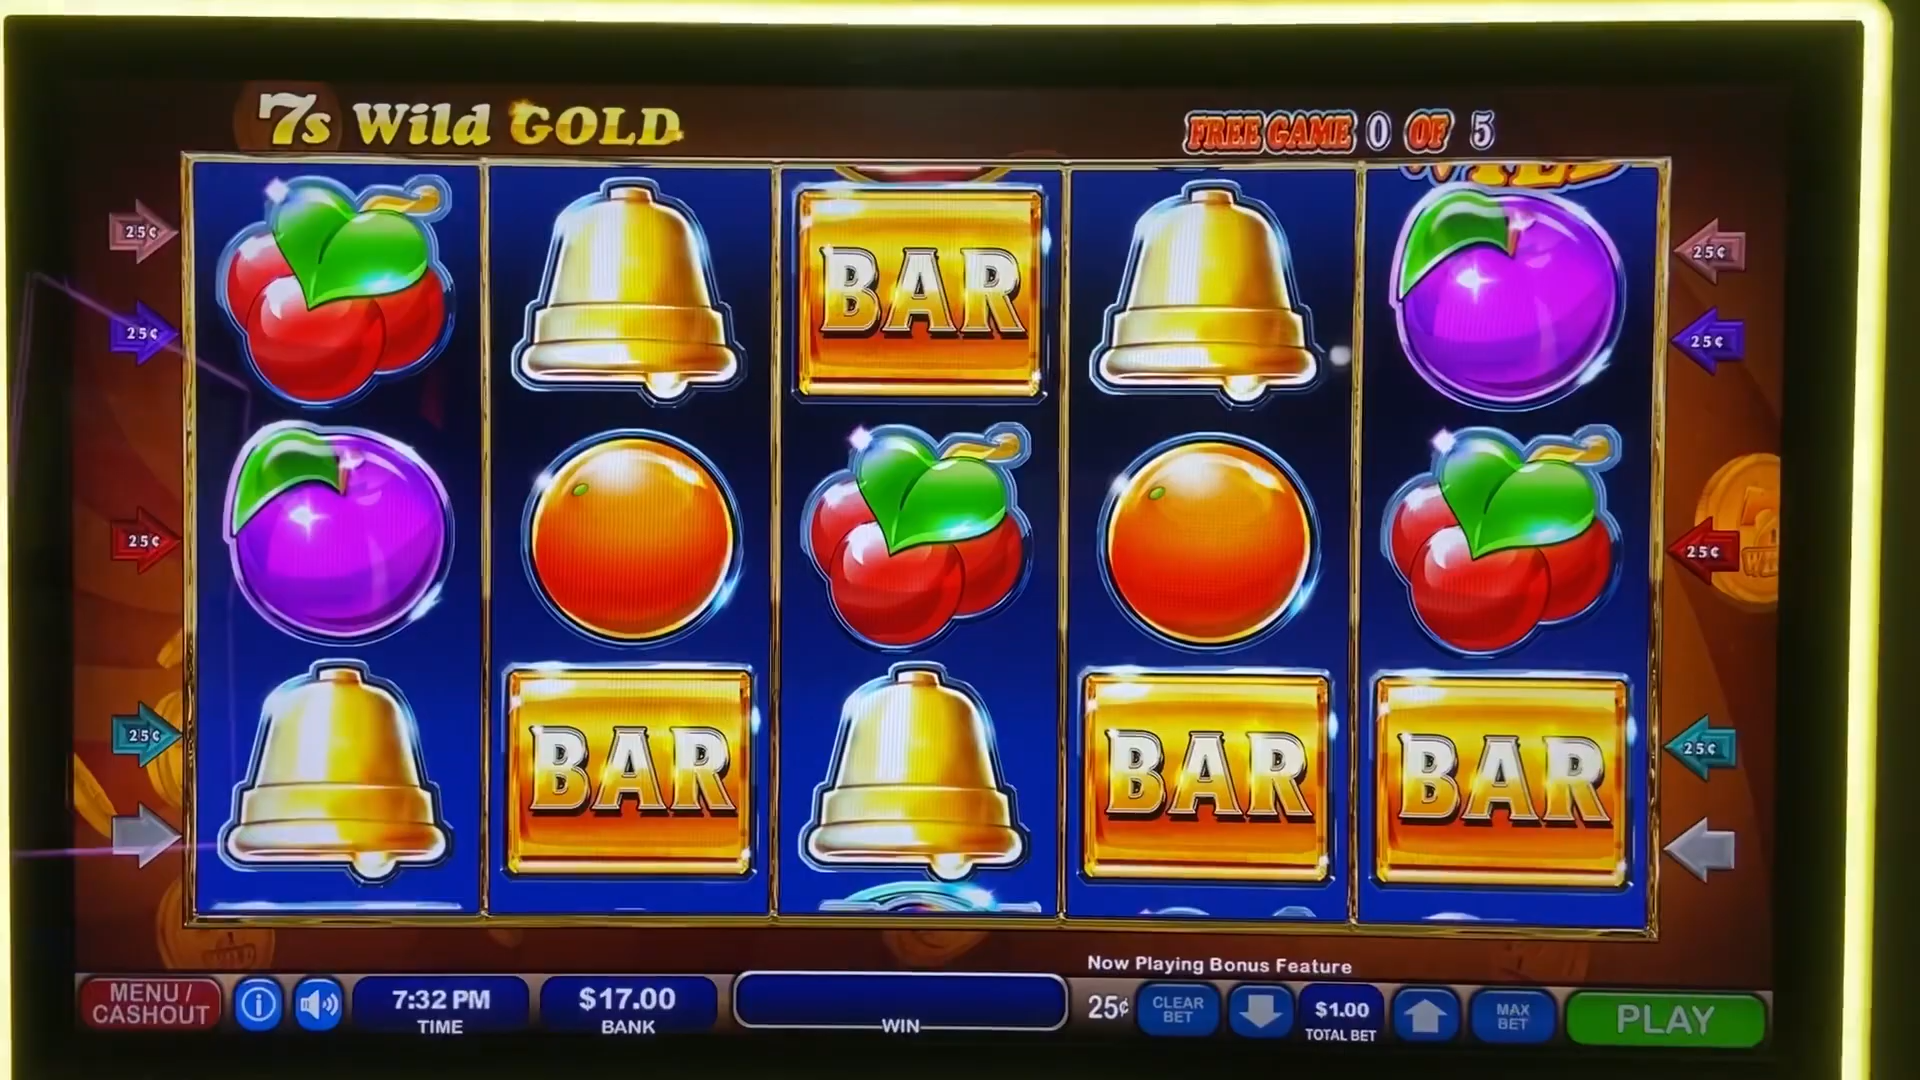 7s Wild GOLD
FREE GAME 0 OF 5
WILD
25¢
25¢
BAR
25¢
25¢
25¢
25¢
25¢
25¢
BAR
BAR
BAR
Now Playing Bonus Feature
MENU /
CASHOUT
i
7:32 PM
TIME
$17.00
BANK
WIN
25¢
CLEAR
BET
$1.00
TOTAL BET
MAX
BET
PLAY